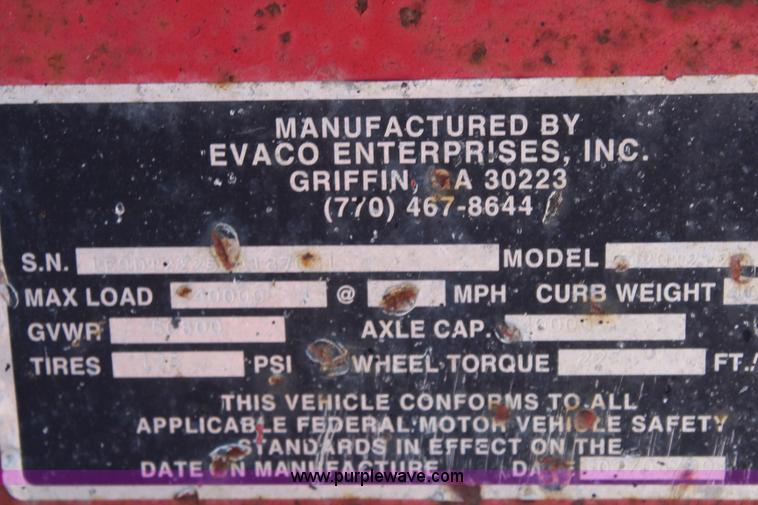 MANUFACTURED BY
EVACO ENTERPRISES, INC.
GRIFFIN, A 30223
(770) 467-8644
S.N. MODEL
MAX LOAD 40000 @ MPH CURB WEIGHT
GVWR AXLE CAP.
TIRES PSI WHEEL TORQUE FT.
THIS VEHICLE CONFORMS TO ALL
APPLICABLE FEDERAL MOTOR VEHICLE SAFETY
STANDARDS IN EFFECT ON THE
DATE ON MANUFACTURE. DATE
www.purplewave.com